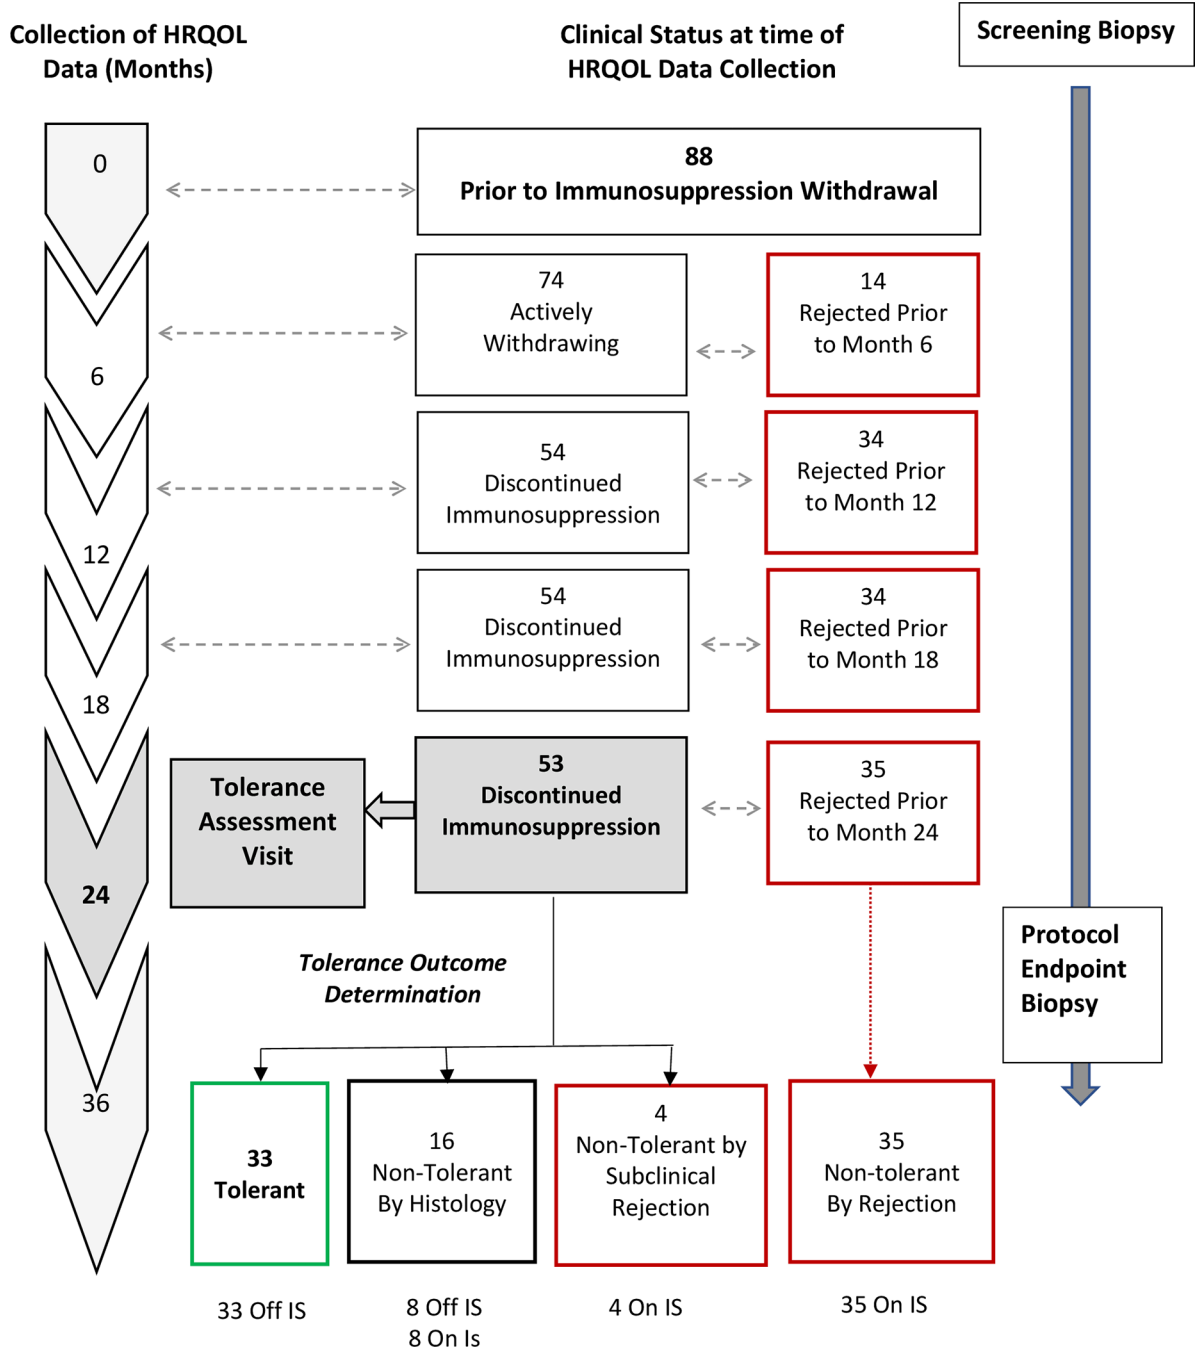 Collection of HRQOL
Data (Months)
Clinical Status at time of
HRQOL Data Collection
Screening Biopsy
0
88
Prior to Immunosuppression Withdrawal
6
74
Actively
Withdrawing
14
Rejected Prior
to Month 6
12
54
Discontinued
Immunosuppression
34
Rejected Prior
to Month 12
18
54
Discontinued
Immunosuppression
34
Rejected Prior
to Month 18
24
Tolerance
Assessment
Visit
53
Discontinued
Immunosuppression
35
Rejected Prior
to Month 24
Protocol
Endpoint
Biopsy
Tolerance Outcome
Determination
36
33
Tolerant
16
Non-Tolerant
By Histology
4
Non-Tolerant by
Subclinical
Rejection
35
Non-tolerant
By Rejection
33 Off IS
8 Off IS
8 On Is
4 On IS
35 On IS